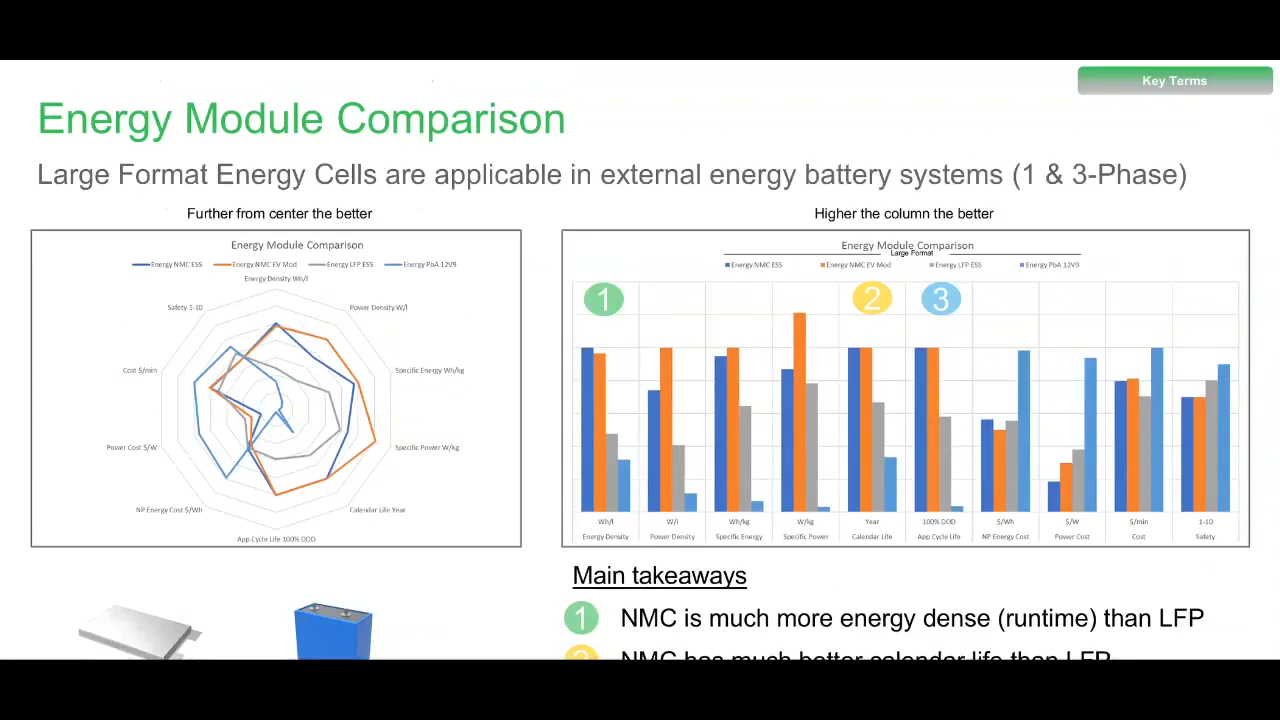 Key Terms
Energy Module Comparison
Large Format Energy Cells are applicable in external energy battery systems (1 & 3-Phase)
Further from center the better
Energy Module Comparison
Energy NMC ESS Energy NMC EV Mod Energy LFP ESS Energy PbA 12V9
Energy Density Wh/l
Safety 1-10 Power Density W/l
Cost $/min Specific Energy Wh/kg
Power Cost $/W Specific Power W/kg
NP Energy Cost $/Wh Calendar Life Year
App Cycle Life 100% DOD
Higher the column the better
Energy Module Comparison
Large Format
Energy NMC ESS Energy NMC EV Mod Energy LFP ESS Energy PbA 12V9
1 2 3
Wh/l W/l Wh/kg W/kg Year 100% DOD $/Wh $/W $/min 1-10
Energy Density Power Density Specific Energy Specific Power Calendar Life App Cycle Life NP Energy Cost Power Cost Cost Safety
Main takeaways
1 NMC is much more energy dense (runtime) than LFP
2 NMC has much better calendar life than LFP